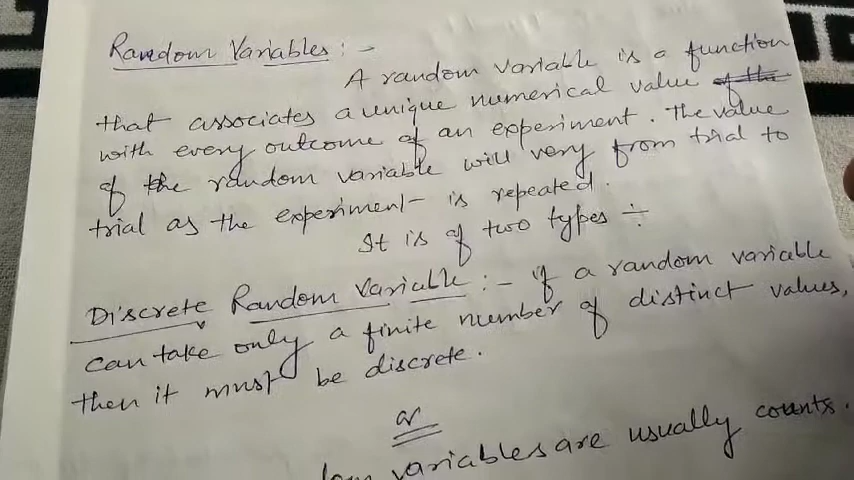 Random Variables : -
A random variable is a function
that associates a unique numerical value
with every outcome of an experiment. The value
of the random variable will very from trial to
trial as the experiment is repeated.
It is of two types ÷
Discrete Random Variable : - if a random variable
can take only a finite number of distinct values,
then it must be discrete.
or
variables are usually counts.